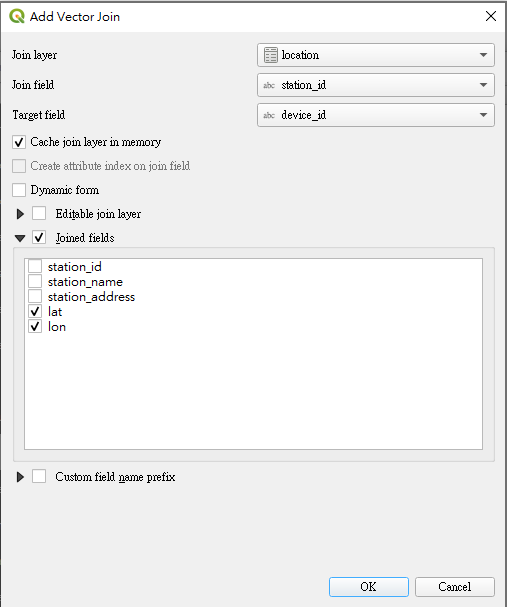 Add Vector Join
Join layer
location
Join field
abc station_id
Target field
abc device_id
Cache join layer in memory
Create attribute index on join field
Dynamic form
Editable join layer
Joined fields
station_id
station_name
station_address
lat
lon
Custom field name prefix
OK
Cancel